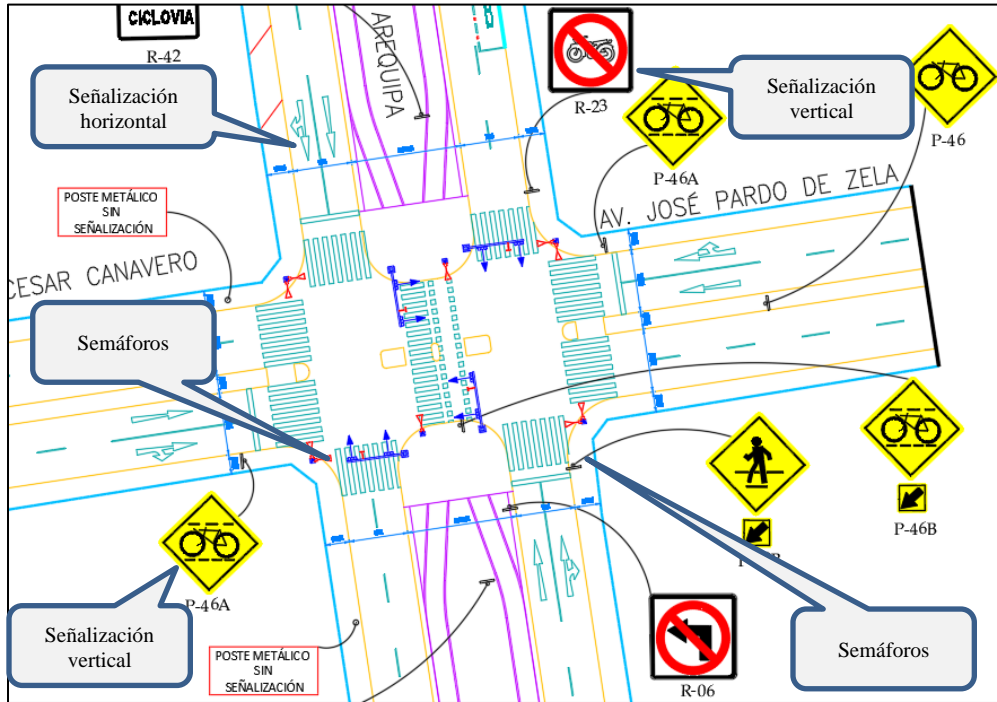 CICLOVIA
R-42
AREQUIPA
Señalización
horizontal
R-23
Señalización
vertical
P-46A
P-46
POSTE METÁLICO
SIN
SEÑALIZACIÓN
AV. JOSÉ PARDO DE ZELA
CESAR CANAVERO
Semáforos
P-46B
P-46A
Señalización
vertical
POSTE METÁLICO
SIN
SEÑALIZACIÓN
R-06
Semáforos